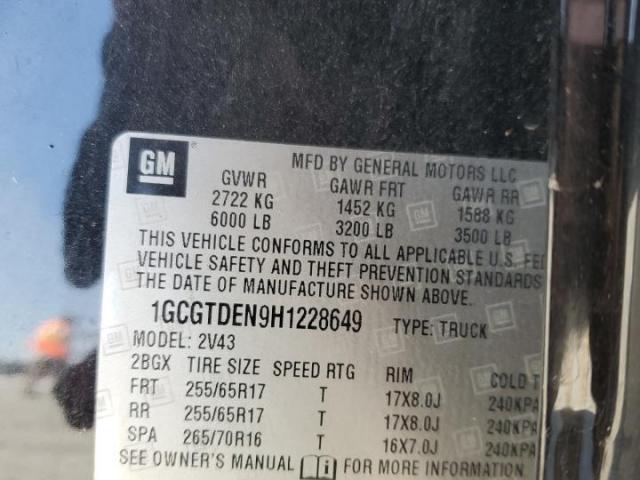 GM
MFD BY GENERAL MOTORS LLC
GVWR GAWR FRT GAWR RR
2722 KG 1452 KG 1588 KG
6000 LB 3200 LB 3500 LB
THIS VEHICLE CONFORMS TO ALL APPLICABLE U.S. FE
VEHICLE SAFETY AND THEFT PREVENTION STANDARDS
THE DATE OF MANUFACTURE SHOWN ABOVE.
1GCGTDEN9H1228649 TYPE: TRUCK
MODEL: 2V43
2BGX TIRE SIZE SPEED RTG RIM COLD T
FRT 255/65R17 T 17X8.0J 240KPA
RR 255/65R17 T 17X8.0J 240KPA
SPA 265/70R16 T 16X7.0J 240KPA
SEE OWNER'S MANUAL i FOR MORE INFORMATION